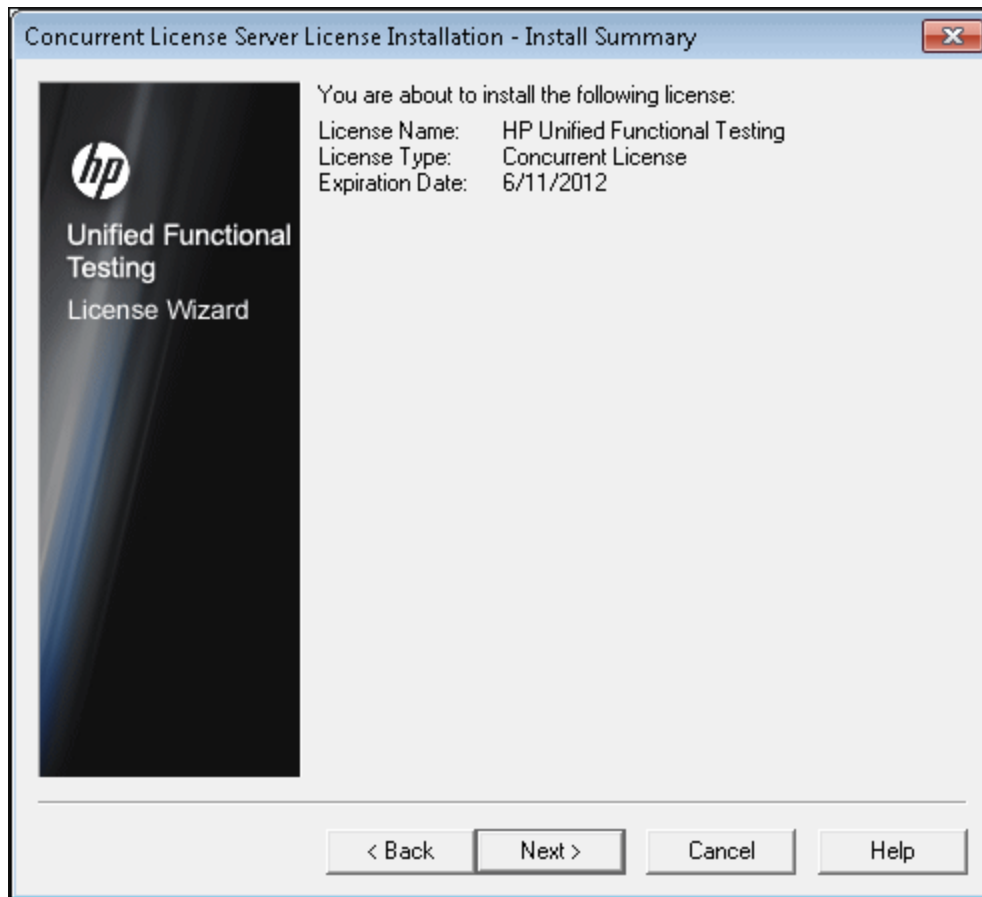 Concurrent License Server License Installation - Install Summary
hp
Unified Functional
Testing
License Wizard
You are about to install the following license:
License Name: HP Unified Functional Testing
License Type: Concurrent License
Expiration Date: 6/11/2012
< Back Next > Cancel Help